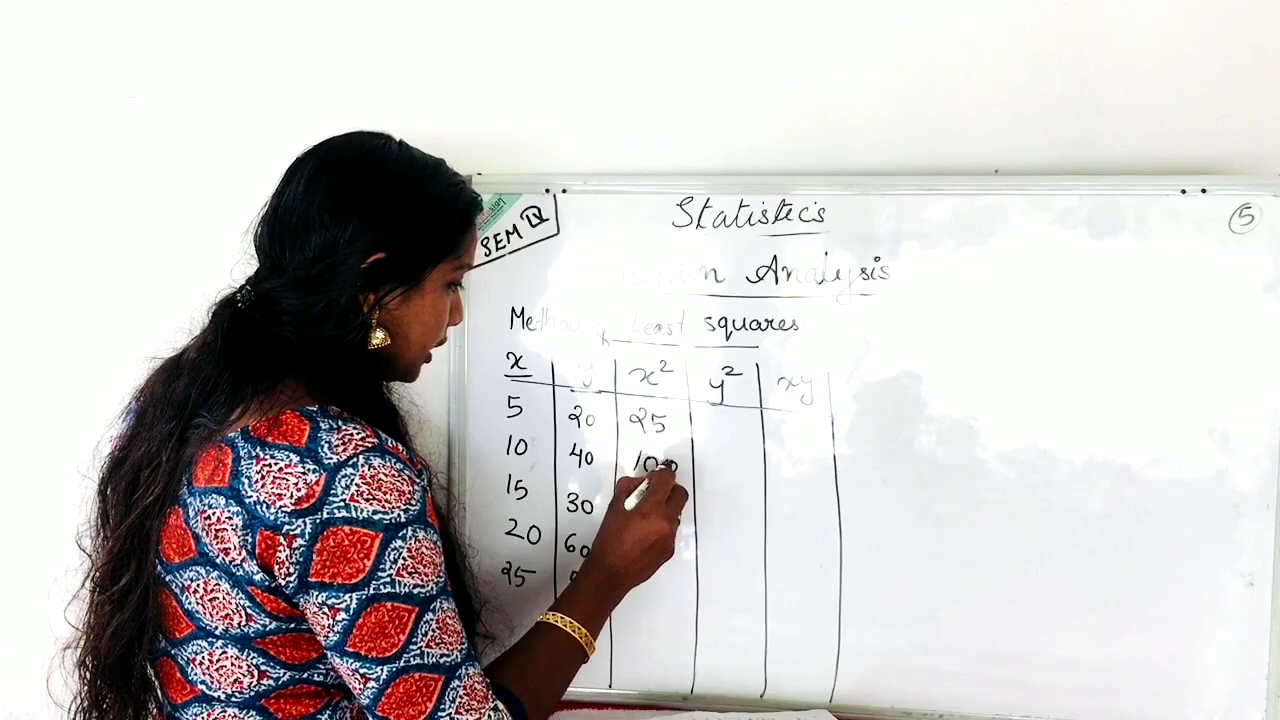 SEM IV
Statistics
5
Analysis
Method Least squares
x y x² y² xy
5 20 25
10 40 100
15 30
20 60
25